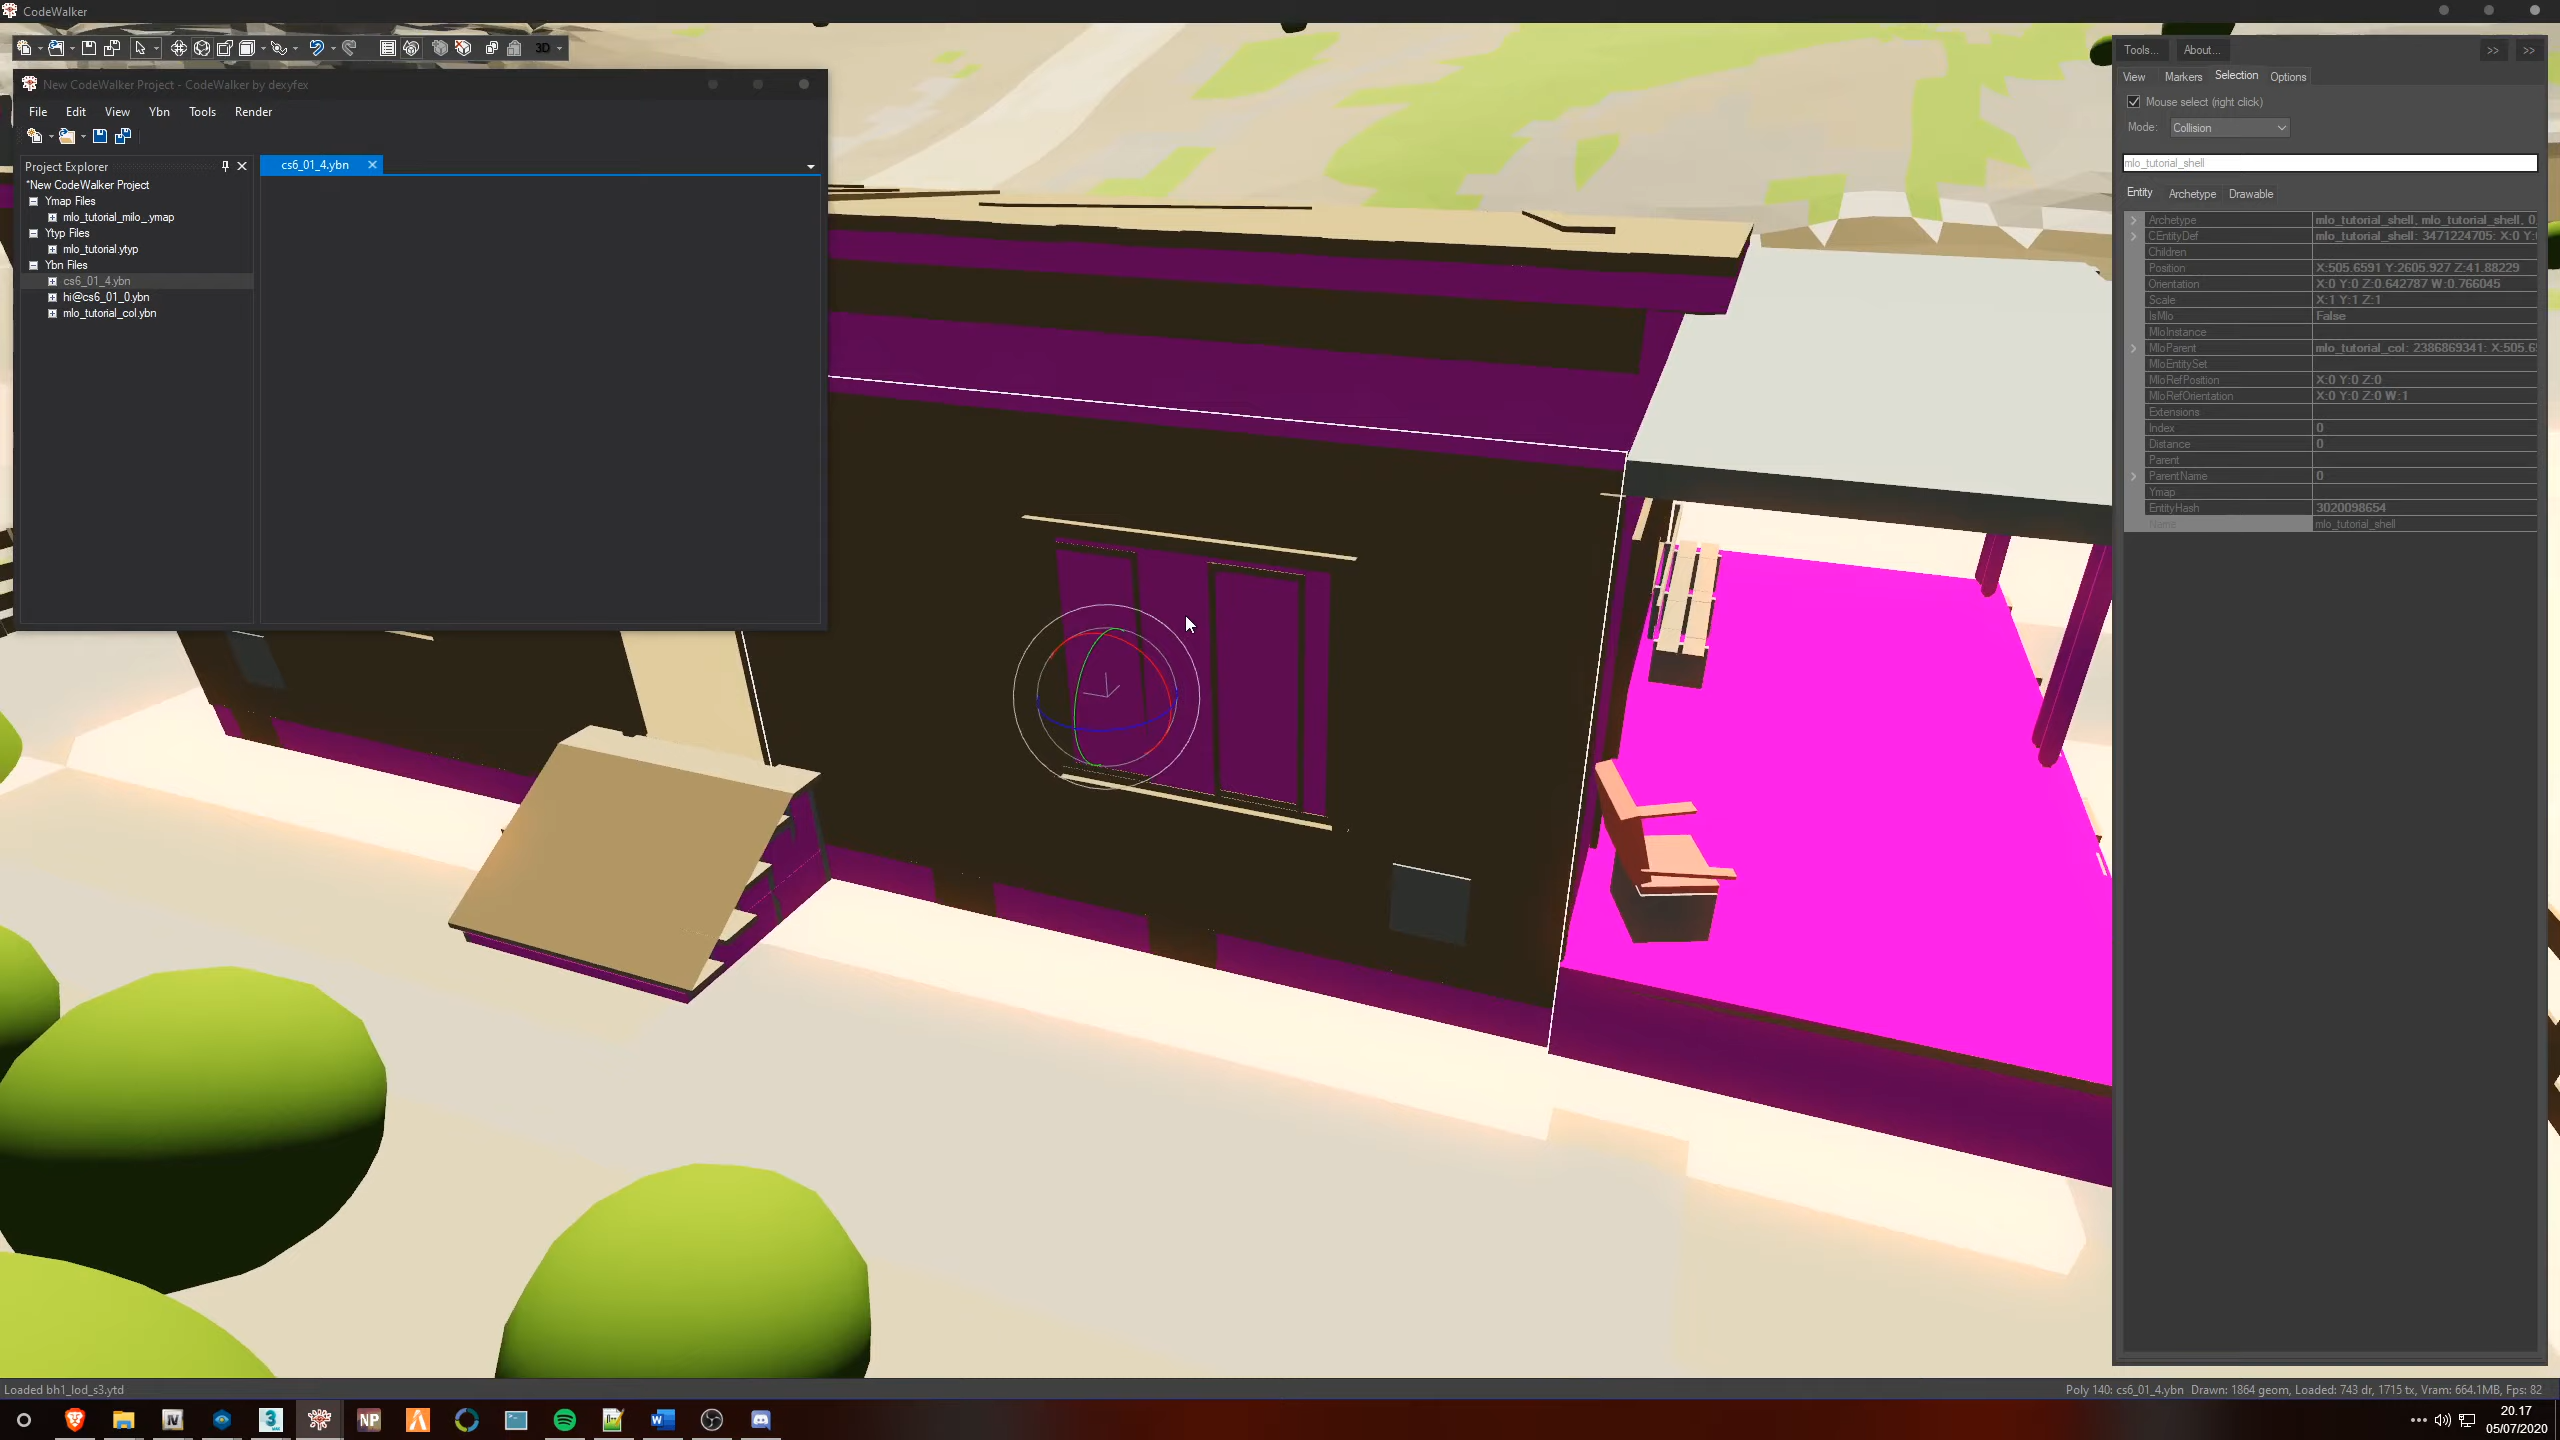 CodeWalker
3D
New CodeWalker Project - CodeWalker by dexyfex
File Edit View Ybn Tools Render
Project Explorer
*New CodeWalker Project
Ymap Files
mlo_tutorial_milo_.ymap
Ytyp Files
mlo_tutorial.ytyp
Ybn Files
cs6_01_4.ybn
hi@cs6_01_0.ybn
mlo_tutorial_col.ybn
cs6_01_4.ybn
Tools... About... >> >>
View Markers Selection Options
Mouse select (right click)
Mode: Collision
mlo_tutorial_shell
Entity Archetype Drawable
Archetype mlo_tutorial_shell, mlo_tutorial_shell, 0
CEntityDef mlo_tutorial_shell: 3471224705: X:0 Y:
Children
Position X:505.6591 Y:2605.927 Z:41.88229
Orientation X:0 Y:0 Z:0.642787 W:0.766045
Scale X:1 Y:1 Z:1
IsMlo False
MloInstance
MloParent mlo_tutorial_col: 2386869341: X:505.6
MloEntitySet
MloRefPosition X:0 Y:0 Z:0
MloRefOrientation X:0 Y:0 Z:0 W:1
Extensions
Index 0
Distance 0
Parent
ParentName 0
Ymap
EntityHash 3020098654
Name mlo_tutorial_shell
Loaded bh1_lod_s3.ytd
Poly 140: cs6_01_4.ybn Drawn: 1864 geom, Loaded: 743 dr, 1715 tx, Vram: 664.1MB, Fps: 82
IV
3
NP
W
20.17
05/07/2020